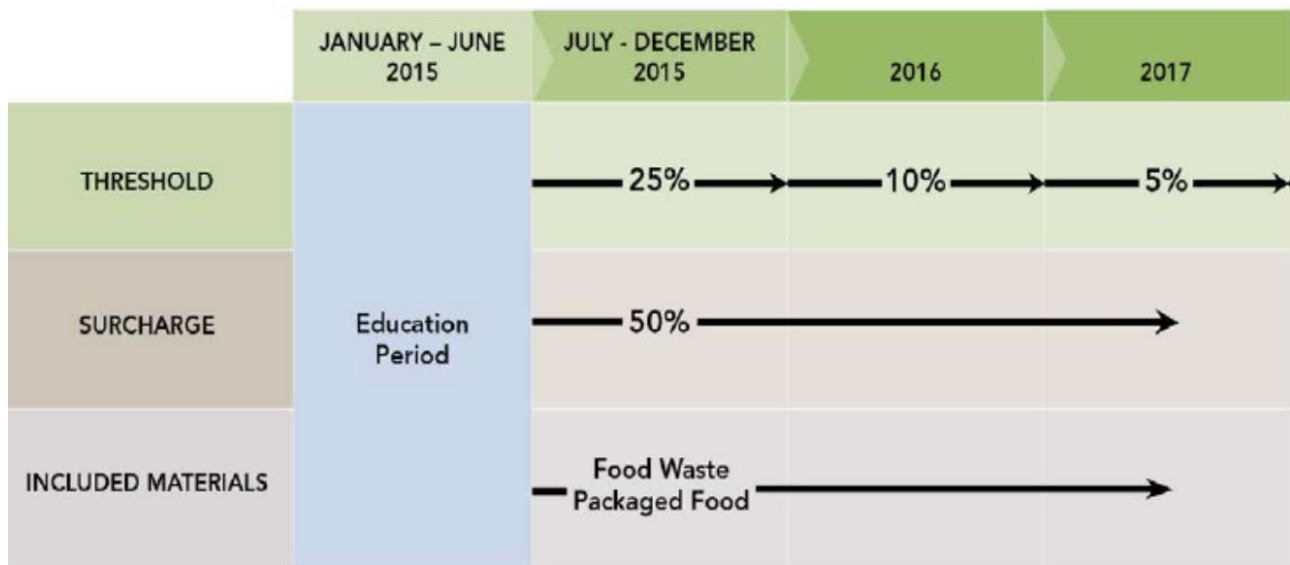 JANUARY – JUNE
2015
JULY - DECEMBER
2015
2016
2017
THRESHOLD
25%
10%
5%
SURCHARGE
Education
Period
50%
INCLUDED MATERIALS
Food Waste
Packaged Food